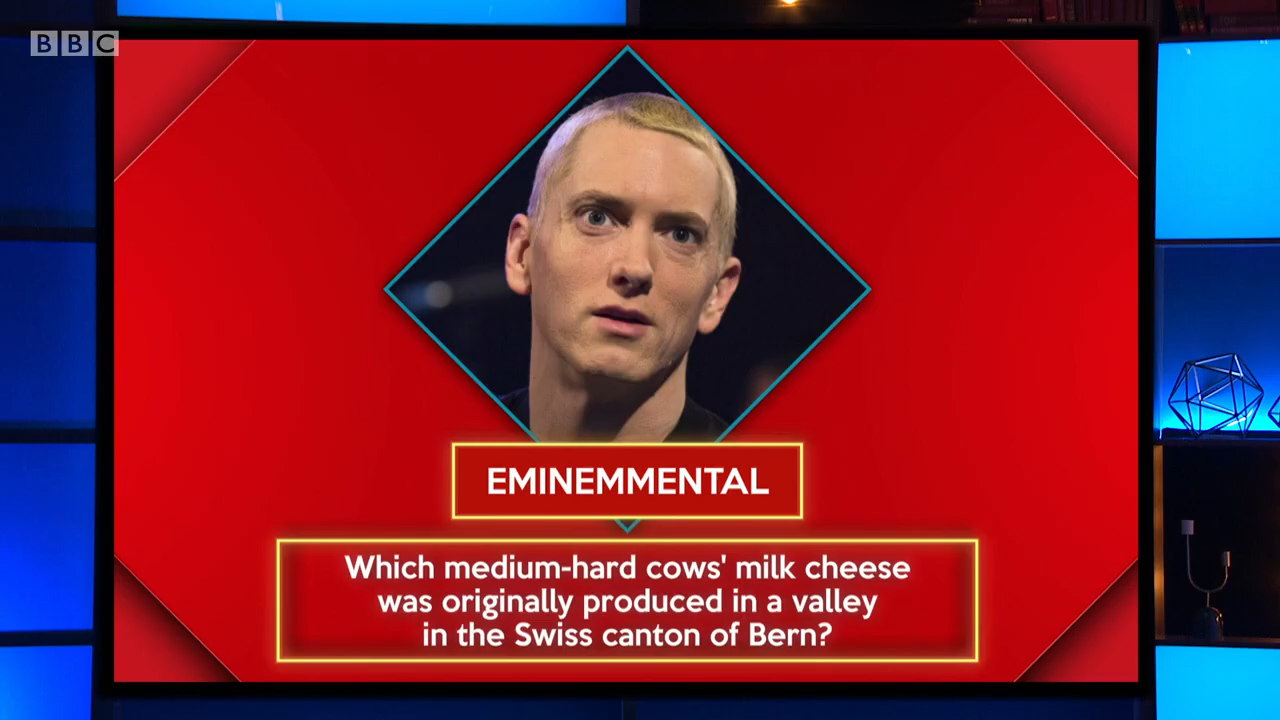 BBC
EMINEMMENTAL
Which medium-hard cows' milk cheese
was originally produced in a valley
in the Swiss canton of Bern?